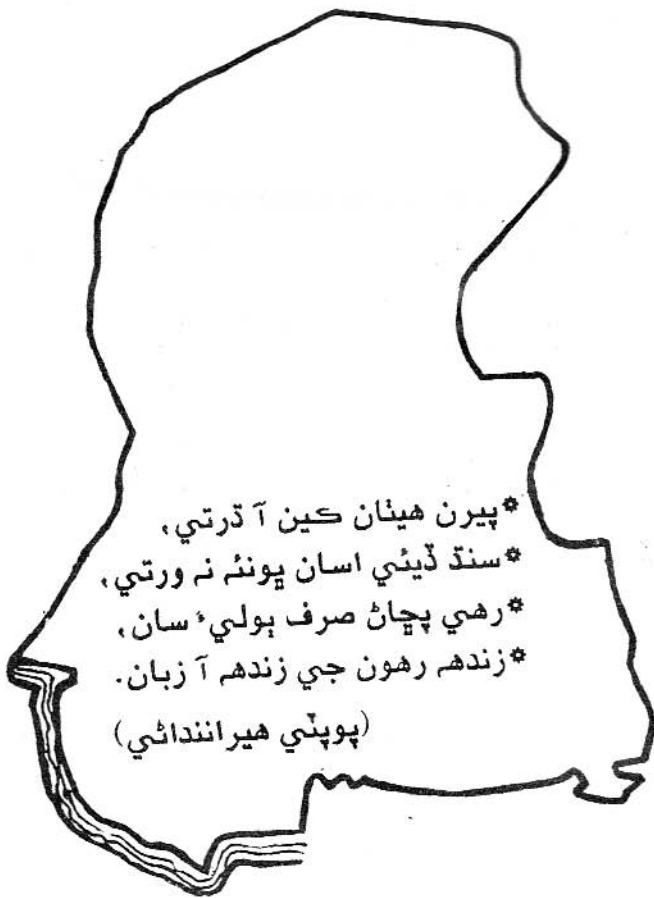 *پيرن هيٺان ڪين آ ڌرتي،
*سنڌ ڏيئي اسان ڀونئه نہ ورتي،
*رهي پڇاڻ صرف ٻوليءَ سان،
*زندهہ رهون جي زندهہ آ زبان.
(پوپٽي هيراننداڻي)